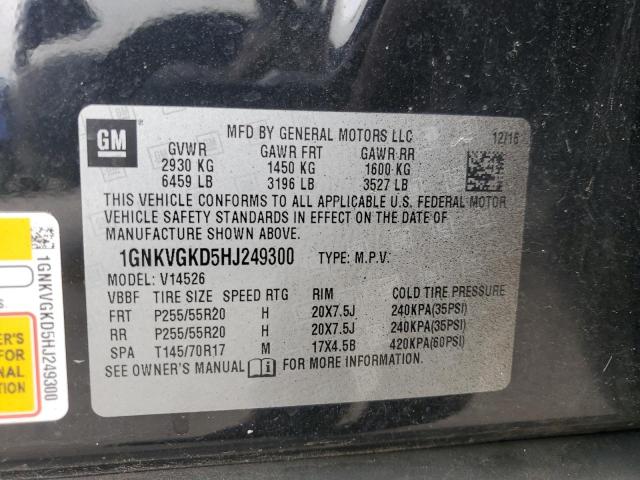 GM
MFD BY GENERAL MOTORS LLC 12/16
GVWR GAWR FRT GAWR RR
2930 KG 1450 KG 1600 KG
6459 LB 3196 LB 3527 LB
THIS VEHICLE CONFORMS TO ALL APPLICABLE U.S. FEDERAL MOTOR
VEHICLE SAFETY STANDARDS IN EFFECT ON THE DATE OF
MANUFACTURE SHOWN ABOVE.
1GNKVGKD5HJ249300 TYPE: M.P.V.
MODEL: V14526
VBBF TIRE SIZE SPEED RTG RIM COLD TIRE PRESSURE
FRT P255/55R20 H 20X7.5J 240KPA(35PSI)
RR P255/55R20 H 20X7.5J 240KPA(35PSI)
SPA T145/70R17 M 17X4.5B 420KPA(60PSI)
SEE OWNER'S MANUAL FOR MORE INFORMATION.
1GNKVGKD5HJ249300
ER'S
FOR
ONAL